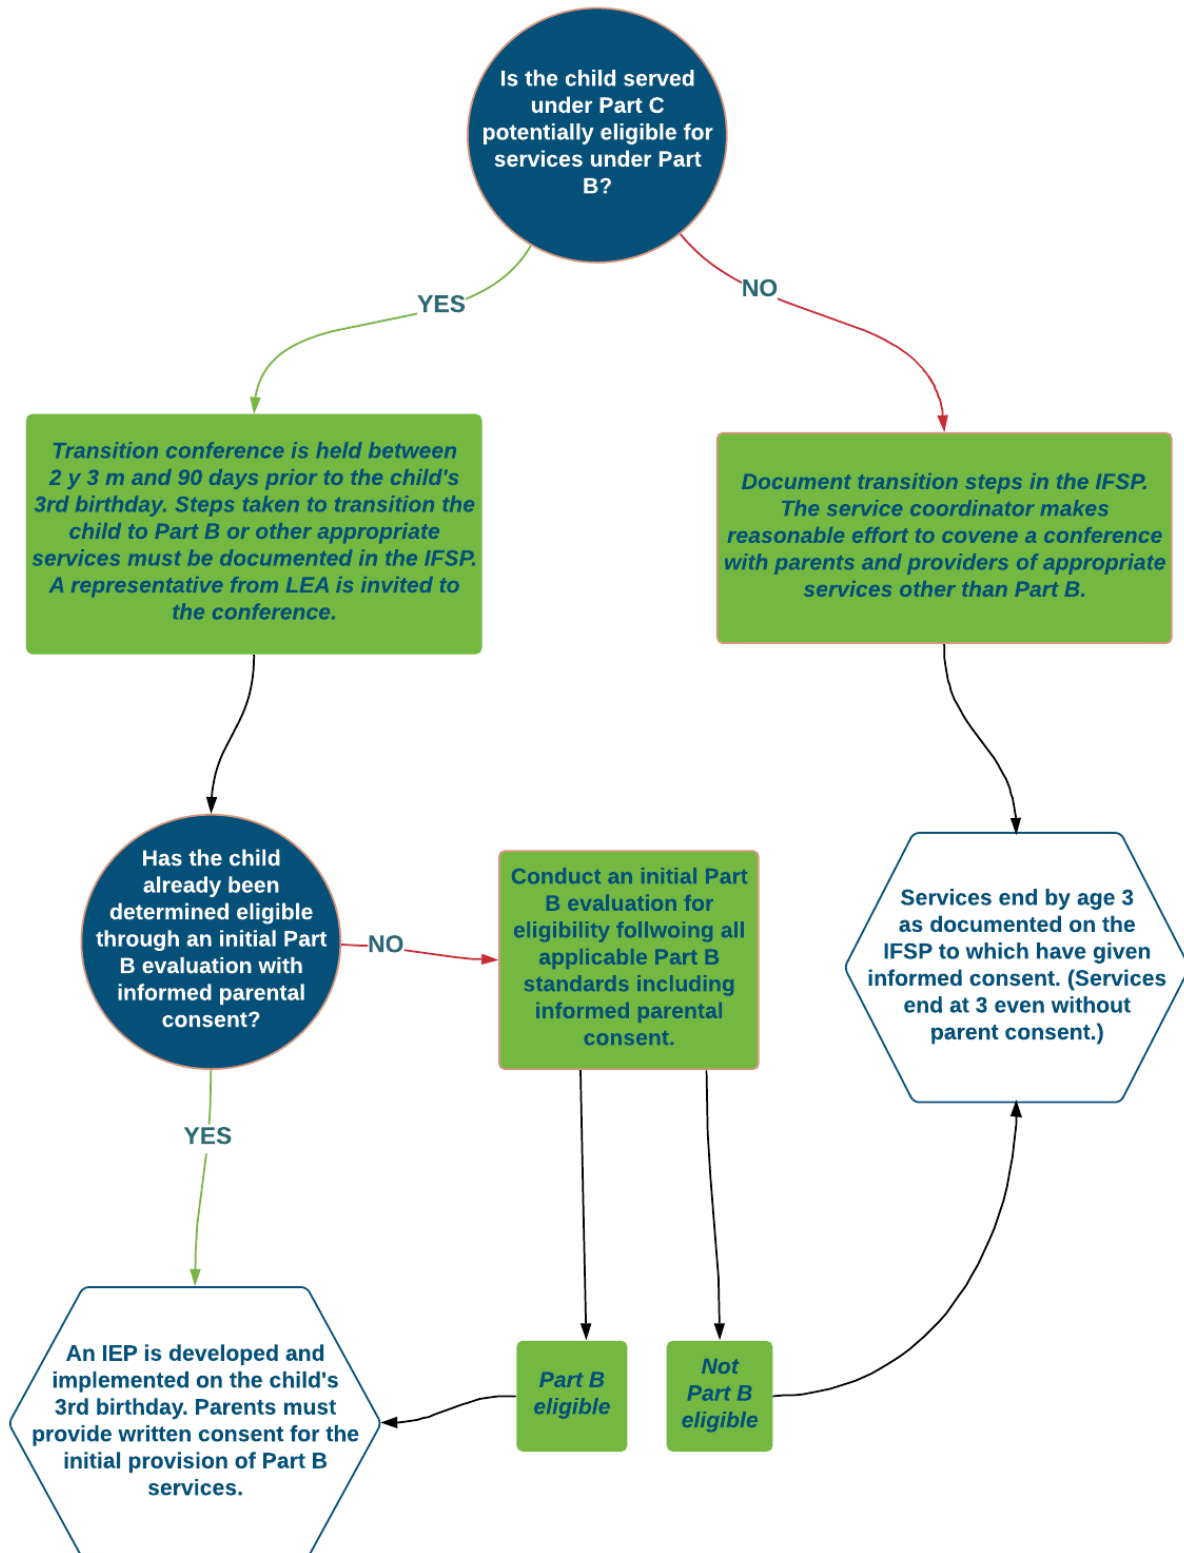 Is the child served
under Part C
potentially eligible for
services under Part
B?
YES
NO
Transition conference is held between
2 y 3 m and 90 days prior to the child's
3rd birthday. Steps taken to transition the
child to Part B or other appropriate
services must be documented in the IFSP.
A representative from LEA is invited to
the conference.
Document transition steps in the IFSP.
The service coordinator makes
reasonable effort to covene a conference
with parents and providers of appropriate
services other than Part B.
Has the child
already been
determined eligible
through an initial Part
B evaluation with
informed parental
consent?
NO
Conduct an initial Part
B evaluation for
eligibility follwoing all
applicable Part B
standards including
informed parental
consent.
Services end by age 3
as documented on the
IFSP to which have given
informed consent. (Services
end at 3 even without
parent consent.)
YES
An IEP is developed and
implemented on the child's
3rd birthday. Parents must
provide written consent for the
initial provision of Part B
services.
Part B
eligible
Not
Part B
eligible